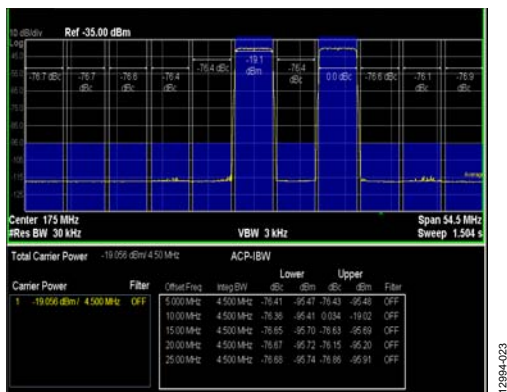 10 dB/div Ref -35.00 dBm
Log
-19.1
dBm
-76.4 dBc
-76.4
dBc
0.0 dBc
-76.7 dBc
-76.7
dBc
-76.6
dBc
-76.4
dBc
-76.6 dBc
-76.1
dBc
-76.9
dBc
Average
Center 175 MHz Span 54.5 MHz
#Res BW 30 kHz VBW 3 kHz Sweep 1.504 s
Total Carrier Power -19.056 dBm/ 4.50 MHz ACP-IBW
Lower Upper
Carrier Power Filter Offset Freq Integ BW dBc dBm dBc dBm Filter
1 -19.056 dBm / 4.500 MHz OFF
5.000 MHz 4.500 MHz -76.41 -95.47 -76.43 -95.48 OFF
10.00 MHz 4.500 MHz -76.36 -95.41 0.034 -19.02 OFF
15.00 MHz 4.500 MHz -76.65 -95.70 -76.63 -95.69 OFF
20.00 MHz 4.500 MHz -76.67 -95.72 -76.15 -95.20 OFF
25.00 MHz 4.500 MHz -76.68 -95.74 -76.86 -95.91 OFF
12994-023